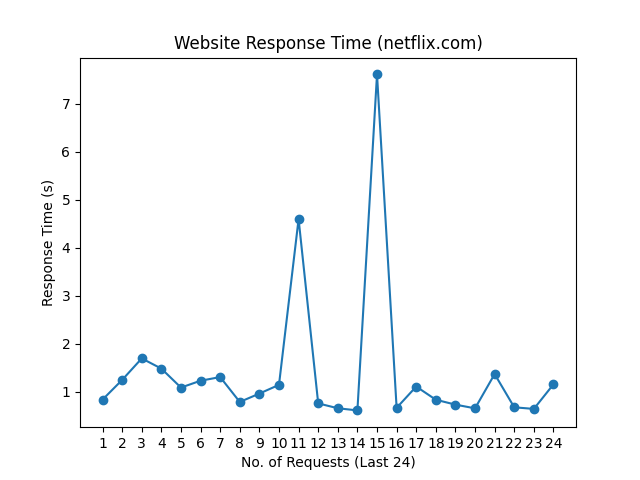 Website Response Time (netflix.com)
Response Time (s)
7
6
5
4
3
2
1
1 2 3 4 5 6 7 8 9 10 11 12 13 14 15 16 17 18 19 20 21 22 23 24
No. of Requests (Last 24)